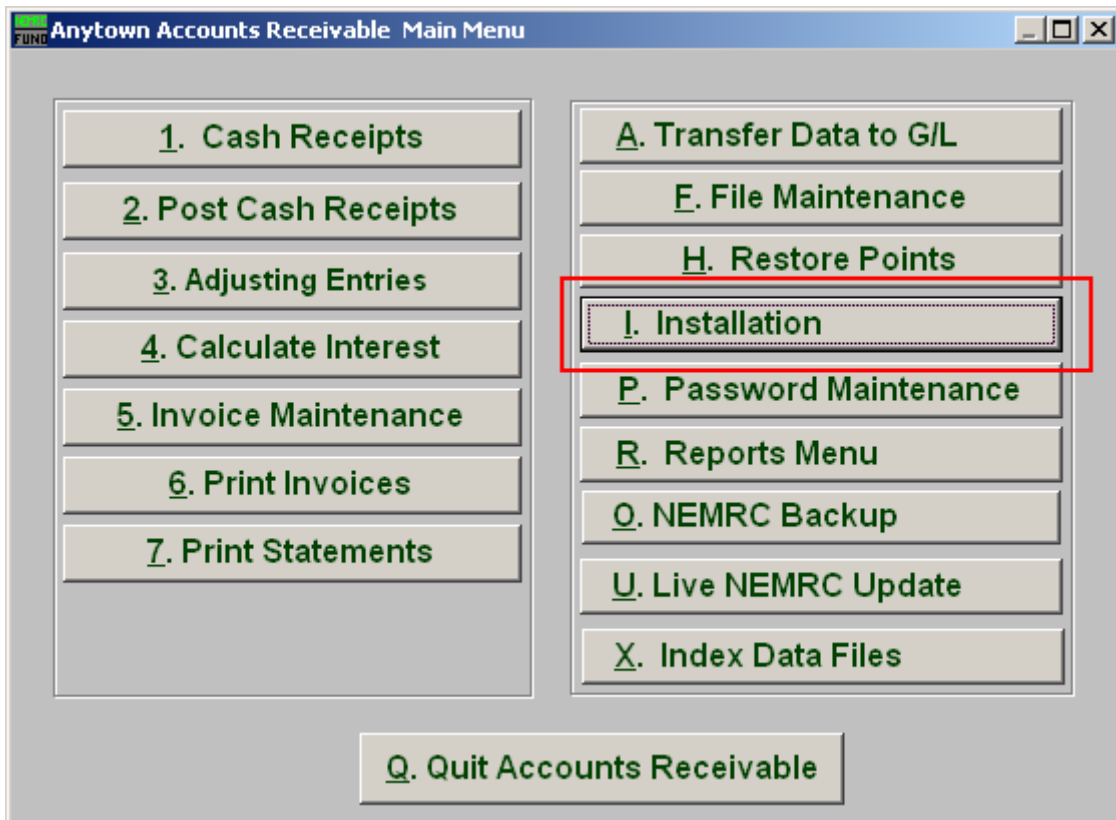 NEMRC
FUND
Anytown Accounts Receivable Main Menu
1. Cash Receipts
2. Post Cash Receipts
3. Adjusting Entries
4. Calculate Interest
5. Invoice Maintenance
6. Print Invoices
7. Print Statements
A. Transfer Data to G/L
F. File Maintenance
H. Restore Points
I. Installation
P. Password Maintenance
R. Reports Menu
O. NEMRC Backup
U. Live NEMRC Update
X. Index Data Files
Q. Quit Accounts Receivable